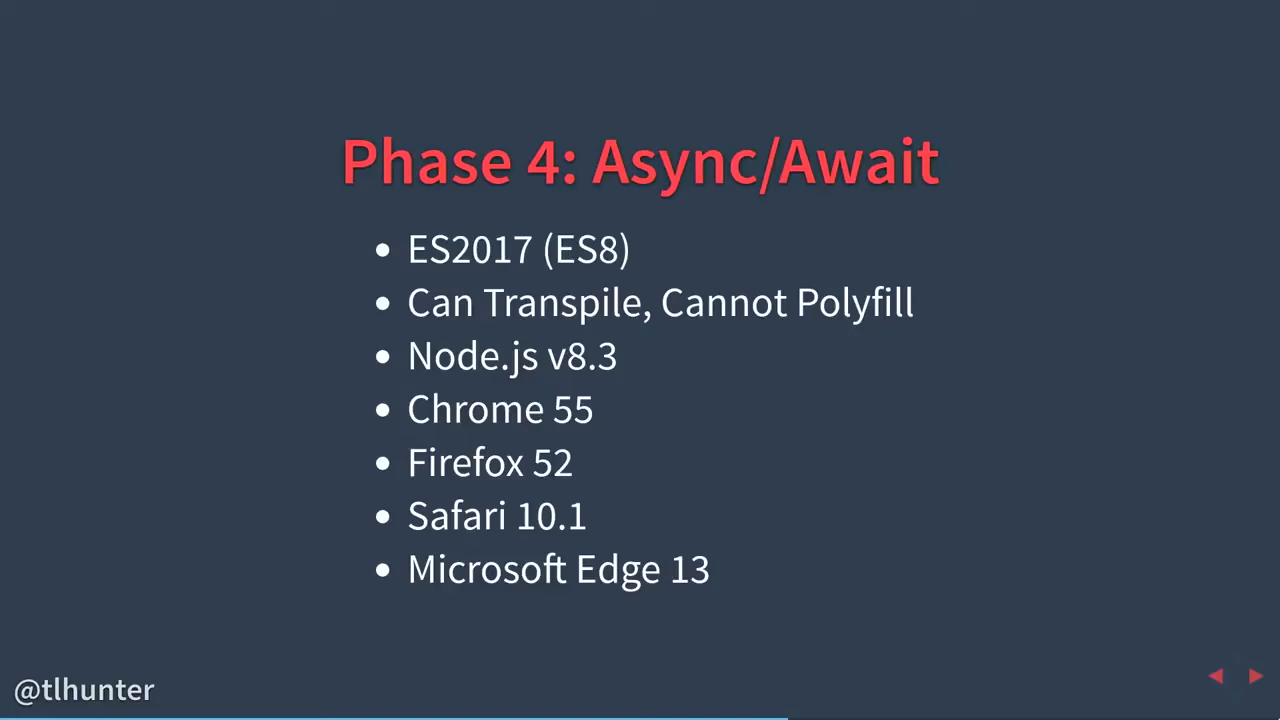 Phase 4: Async/Await
ES2017 (ES8)
Can Transpile, Cannot Polyfill
Node.js v8.3
Chrome 55
Firefox 52
Safari 10.1
Microsoft Edge 13
@tlhunter